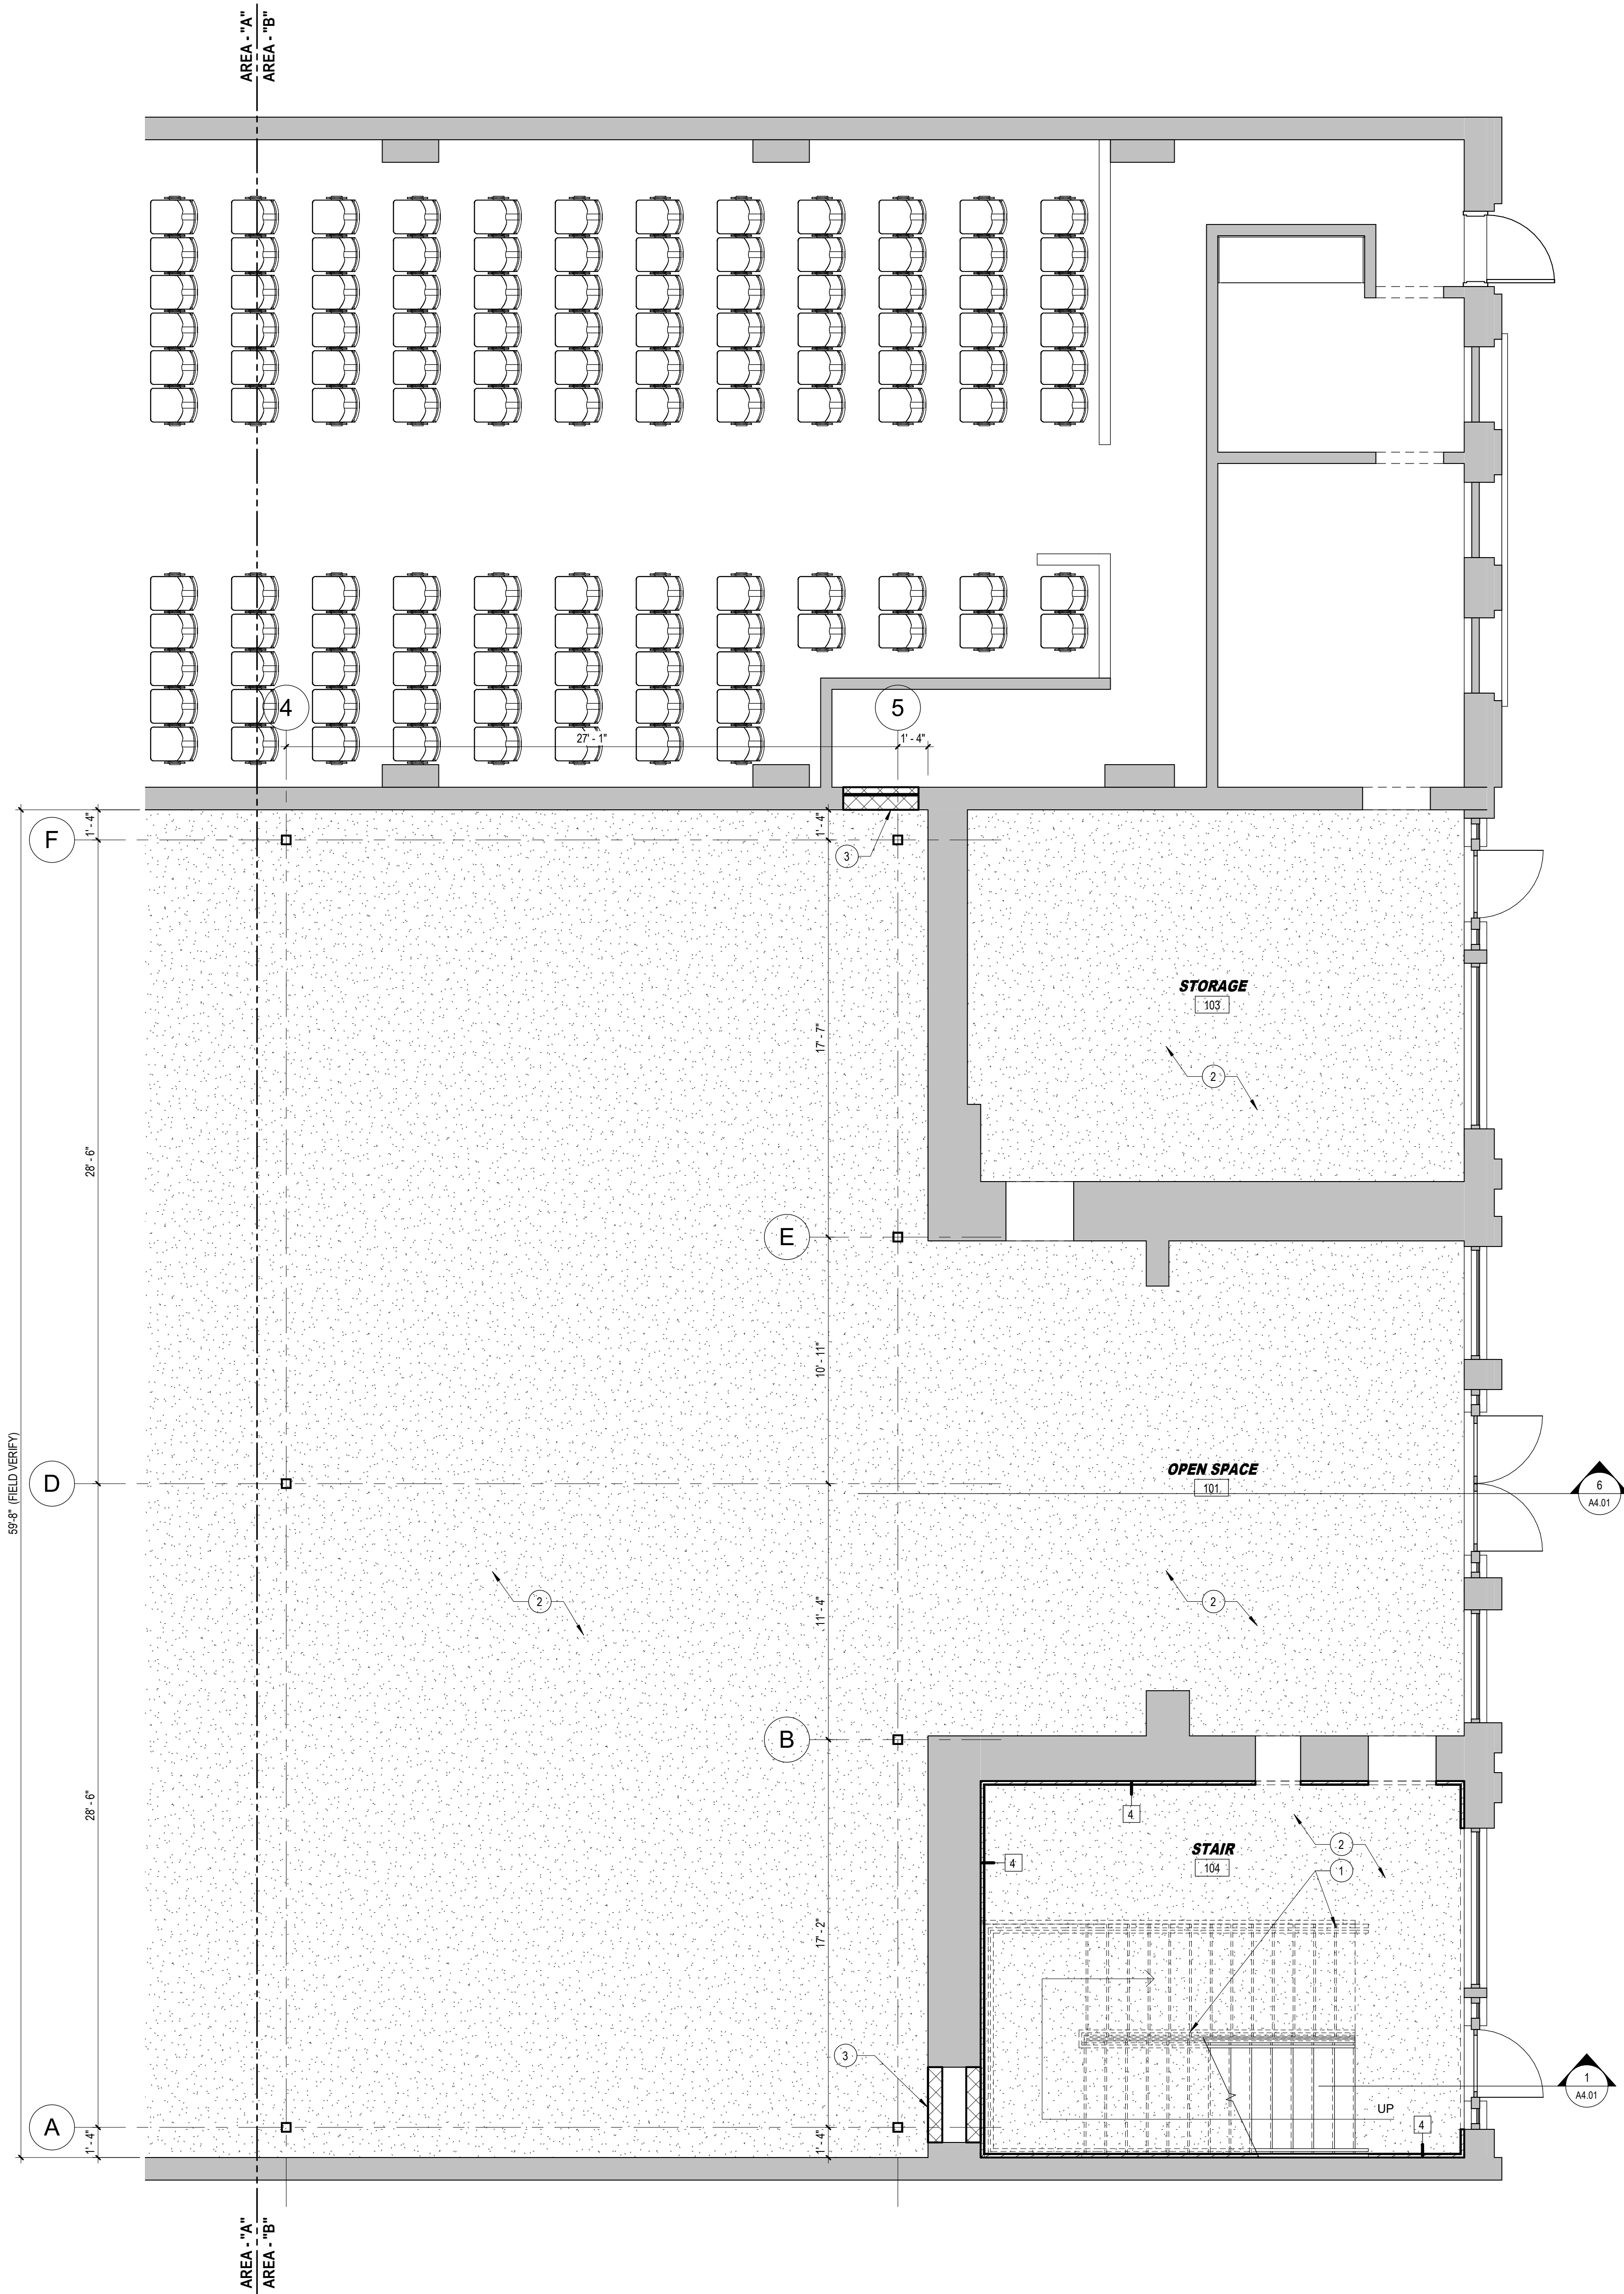 AREA - "A"
AREA - "B"
4
5
27' - 1"
1' - 4"
1' - 4"
1' - 4"
F
3
STORAGE
103
17' - 7"
2
28' - 6"
E
10' - 11"
59'-8" (FIELD VERIFY)
D
OPEN SPACE
101
6
A4.01
2
2
11' - 4"
B
28' - 6"
4
4
STAIR
104
2
1
17' - 2"
3
1
A4.01
UP
4
A
1' - 4"
1' - 4"
AREA - "A"
AREA - "B"